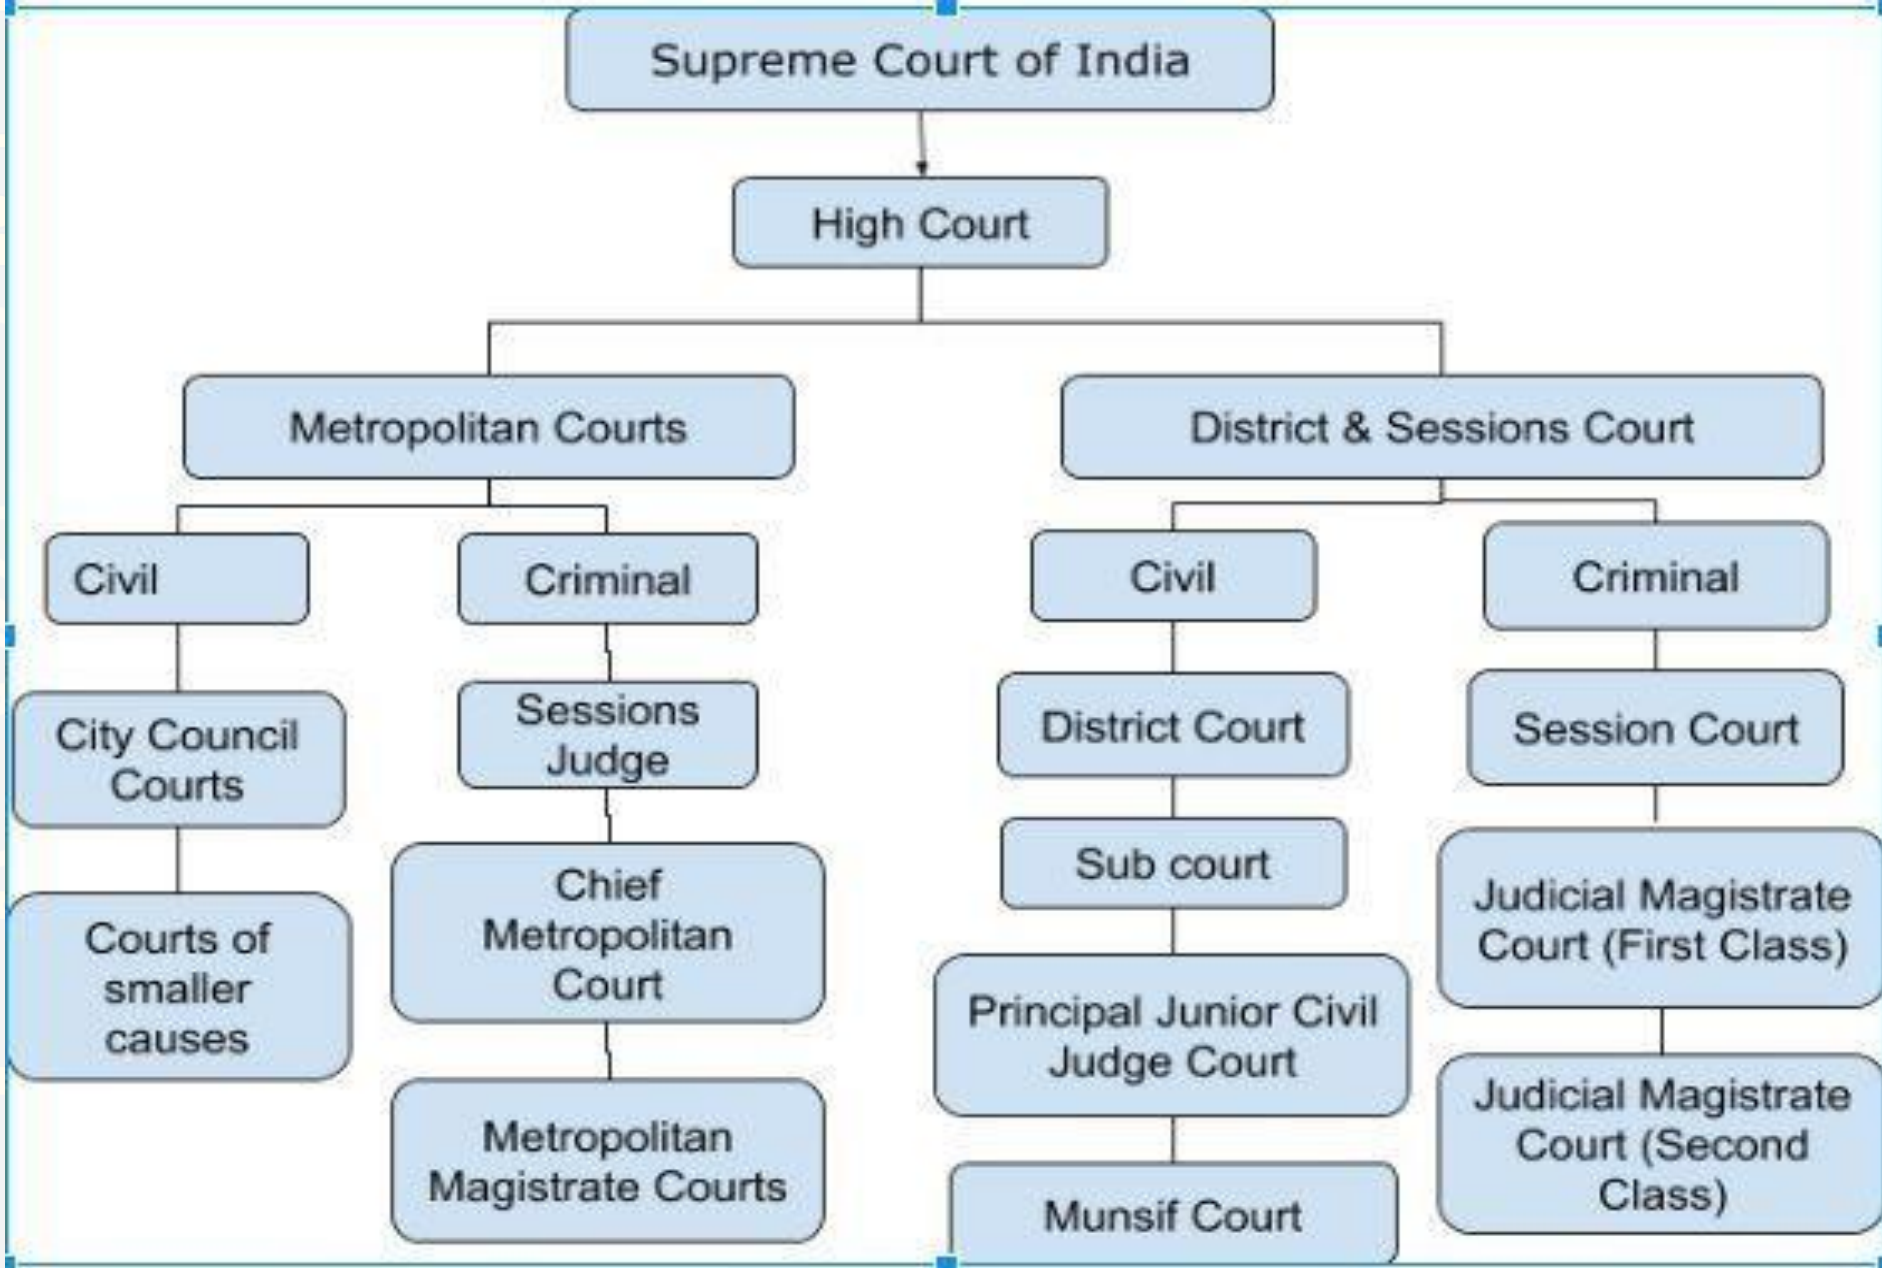 Supreme Court of India
High Court
Metropolitan Courts
District & Sessions Court
Civil
Criminal
Civil
Criminal
City Council
Courts
Sessions
Judge
District Court
Session Court
Courts of
smaller
causes
Chief
Metropolitan
Court
Sub court
Judicial Magistrate
Court (First Class)
Metropolitan
Magistrate Courts
Principal Junior Civil
Judge Court
Judicial Magistrate
Court (Second
Class)
Munsif Court